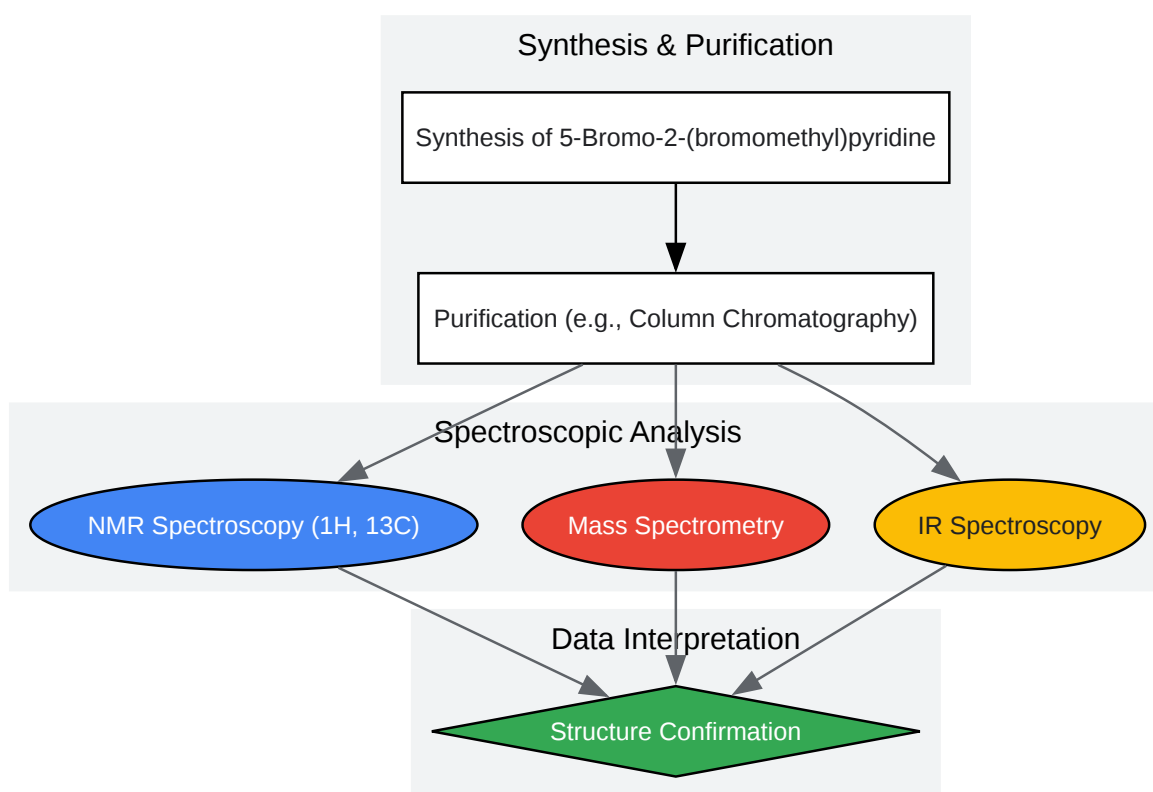 Synthesis & Purification
Synthesis of 5-Bromo-2-(bromomethyl)pyridine
Purification (e.g., Column Chromatography)
Spectroscopic Analysis
NMR Spectroscopy (1H, 13C)
Mass Spectrometry
IR Spectroscopy
Data Interpretation
Structure Confirmation